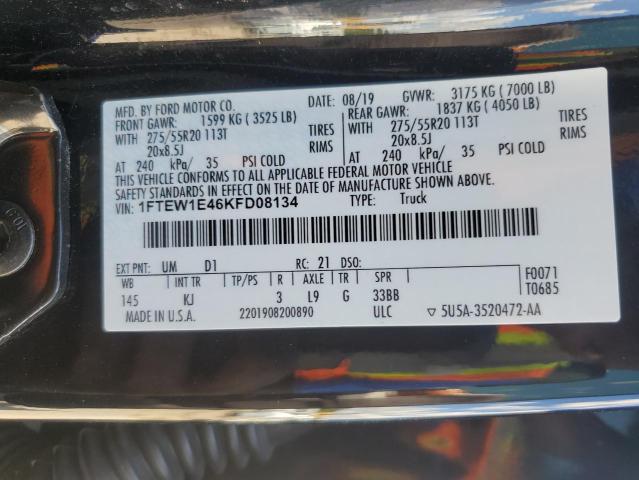 MFD. BY FORD MOTOR CO.
DATE: 08/19 GVWR: 3175 KG ( 7000 LB)
FRONT GAWR: 1599 KG ( 3525 LB) REAR GAWR: 1837 KG ( 4050 LB)
WITH 275/55R20 113T TIRES WITH 275/55R20 113T TIRES
20x8.5J RIMS 20x8.5J RIMS
AT 240 kPa/ 35 PSI COLD AT 240 kPa/ 35 PSI COLD
THIS VEHICLE CONFORMS TO ALL APPLICABLE FEDERAL MOTOR VEHICLE
SAFETY STANDARDS IN EFFECT ON THE DATE OF MANUFACTURE SHOWN ABOVE.
VIN: 1FTEW1E46KFD08134 TYPE: Truck
EXT PNT: UM D1 RC: 21 DSO:
WB INT TR TP/PS R AXLE TR SPR F0071
145 KJ 3 L9 G 33BB T0685
MADE IN U.S.A. 2201908200890 ULC ▽ 5U5A-3520472-AA